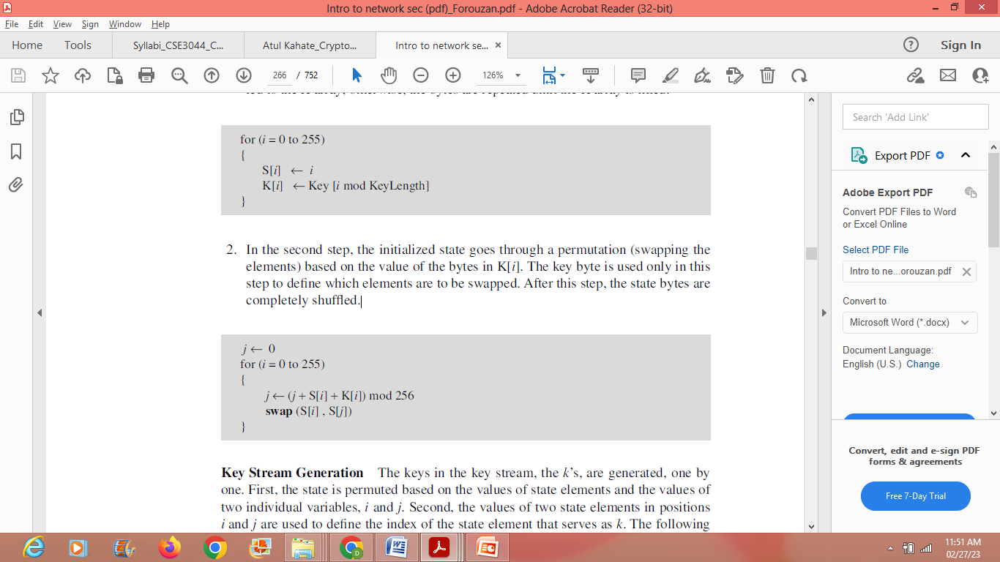 Intro to network sec (pdf)_Forouzan.pdf - Adobe Acrobat Reader (32-bit)
File Edit View Sign Window Help
Home Tools Syllabi_CSE3044_C... Atul Kahate_Crypto... Intro to network se... × Sign In
266 / 752 126%
for (i = 0 to 255)
{
S[i] ← i
K[i] ← Key [i mod KeyLength]
}
2. In the second step, the initialized state goes through a permutation (swapping the
elements) based on the value of the bytes in K[i]. The key byte is used only in this
step to define which elements are to be swapped. After this step, the state bytes are
completely shuffled.
j ← 0
for (i = 0 to 255)
{
j ← (j + S[i] + K[i]) mod 256
swap (S[i] , S[j])
}
Key Stream Generation The keys in the key stream, the k’s, are generated, one by
one. First, the state is permuted based on the values of state elements and the values of
two individual variables, i and j. Second, the values of two state elements in positions
i and j are used to define the index of the state element that serves as k. The following
Search 'Add Link'
Export PDF
Adobe Export PDF
Convert PDF Files to Word
or Excel Online
Select PDF File
Intro to ne...orouzan.pdf
Convert to
Microsoft Word (*.docx)
Document Language:
English (U.S.) Change
Convert, edit and e-sign PDF
forms & agreements
Free 7-Day Trial
11:51 AM
02/27/23